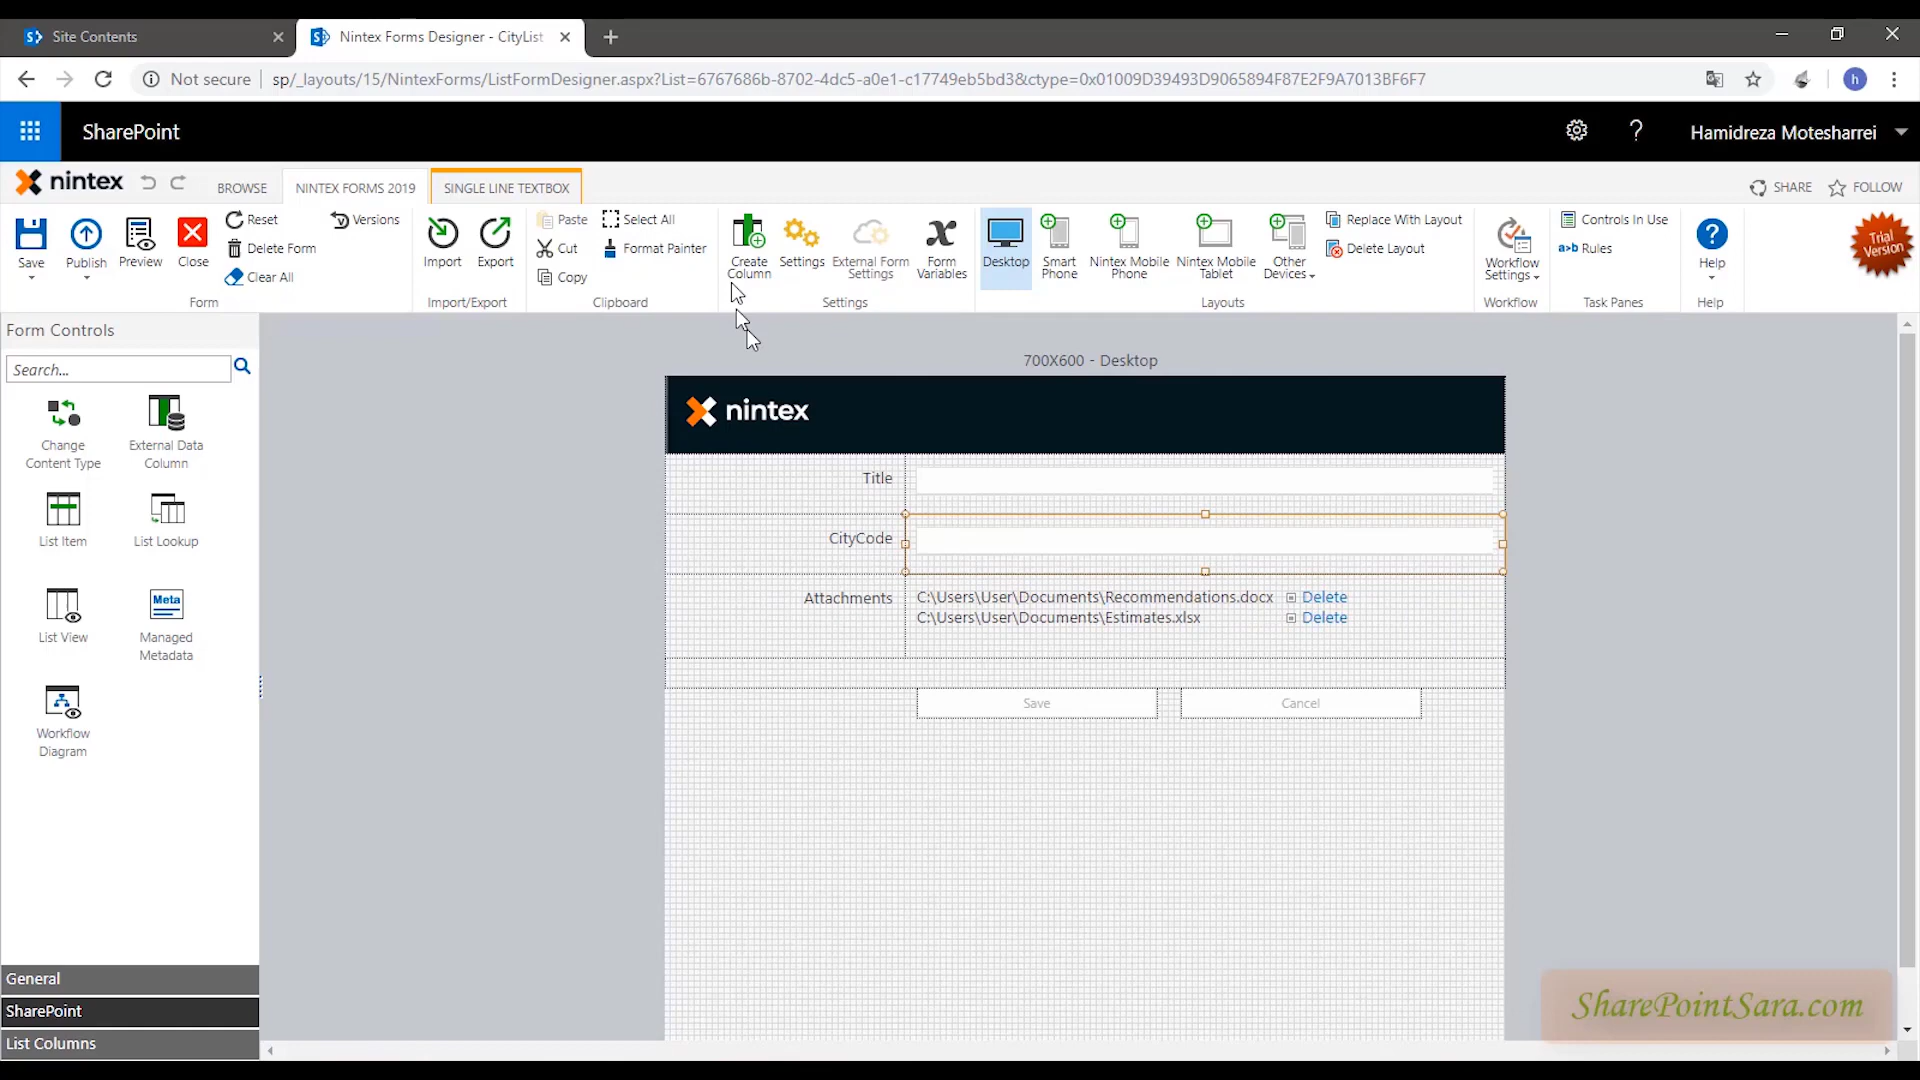 Site Contents
Nintex Forms Designer - CityList
Not secure
sp/_layouts/15/NintexForms/ListFormDesigner.aspx?List=6767686b-8702-4dc5-a0e1-c17749eb5bd3&ctype=0x01009D39493D9065894F87E2F9A7013BF6F7
h
SharePoint
Hamidreza Motesharrei
nintex
BROWSE
NINTEX FORMS 2019
SINGLE LINE TEXTBOX
SHARE
FOLLOW
Save
Publish
Preview
Close
Reset
Delete Form
Clear All
Versions
Form
Import
Export
Import/Export
Paste
Cut
Copy
Select All
Format Painter
Clipboard
Create Column
Settings
External Form Settings
Form Variables
Settings
Desktop
Smart Phone
Nintex Mobile Phone
Nintex Mobile Tablet
Other Devices
Replace With Layout
Delete Layout
Layouts
Workflow Settings
Workflow
Controls In Use
a>b Rules
Task Panes
Help
Help
Trial Version
Form Controls
Search...
Change Content Type
External Data Column
List Item
List Lookup
List View
Meta
Managed Metadata
Workflow Diagram
General
SharePoint
List Columns
700X600 - Desktop
nintex
Title
CityCode
Attachments
C:\Users\User\Documents\Recommendations.docx Delete
C:\Users\User\Documents\Estimates.xlsx Delete
Save
Cancel
SharePointSara.com